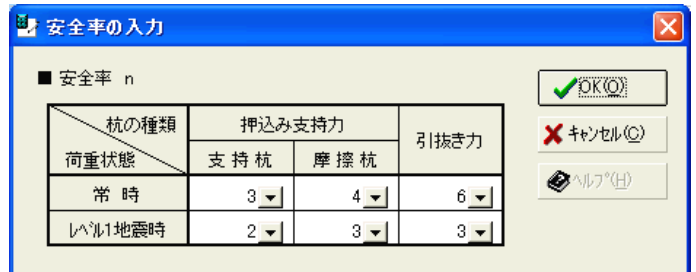 安全率の入力
■ 安全率 n
杭の種類
荷重状態
押込み支持力
引抜き力
支持杭
摩擦杭
常 時
3
4
6
ﾚﾍﾞﾙ1地震時
2
3
3
OK(O)
ｷｬﾝｾﾙ(C)
ﾍﾙﾌﾟ(H)